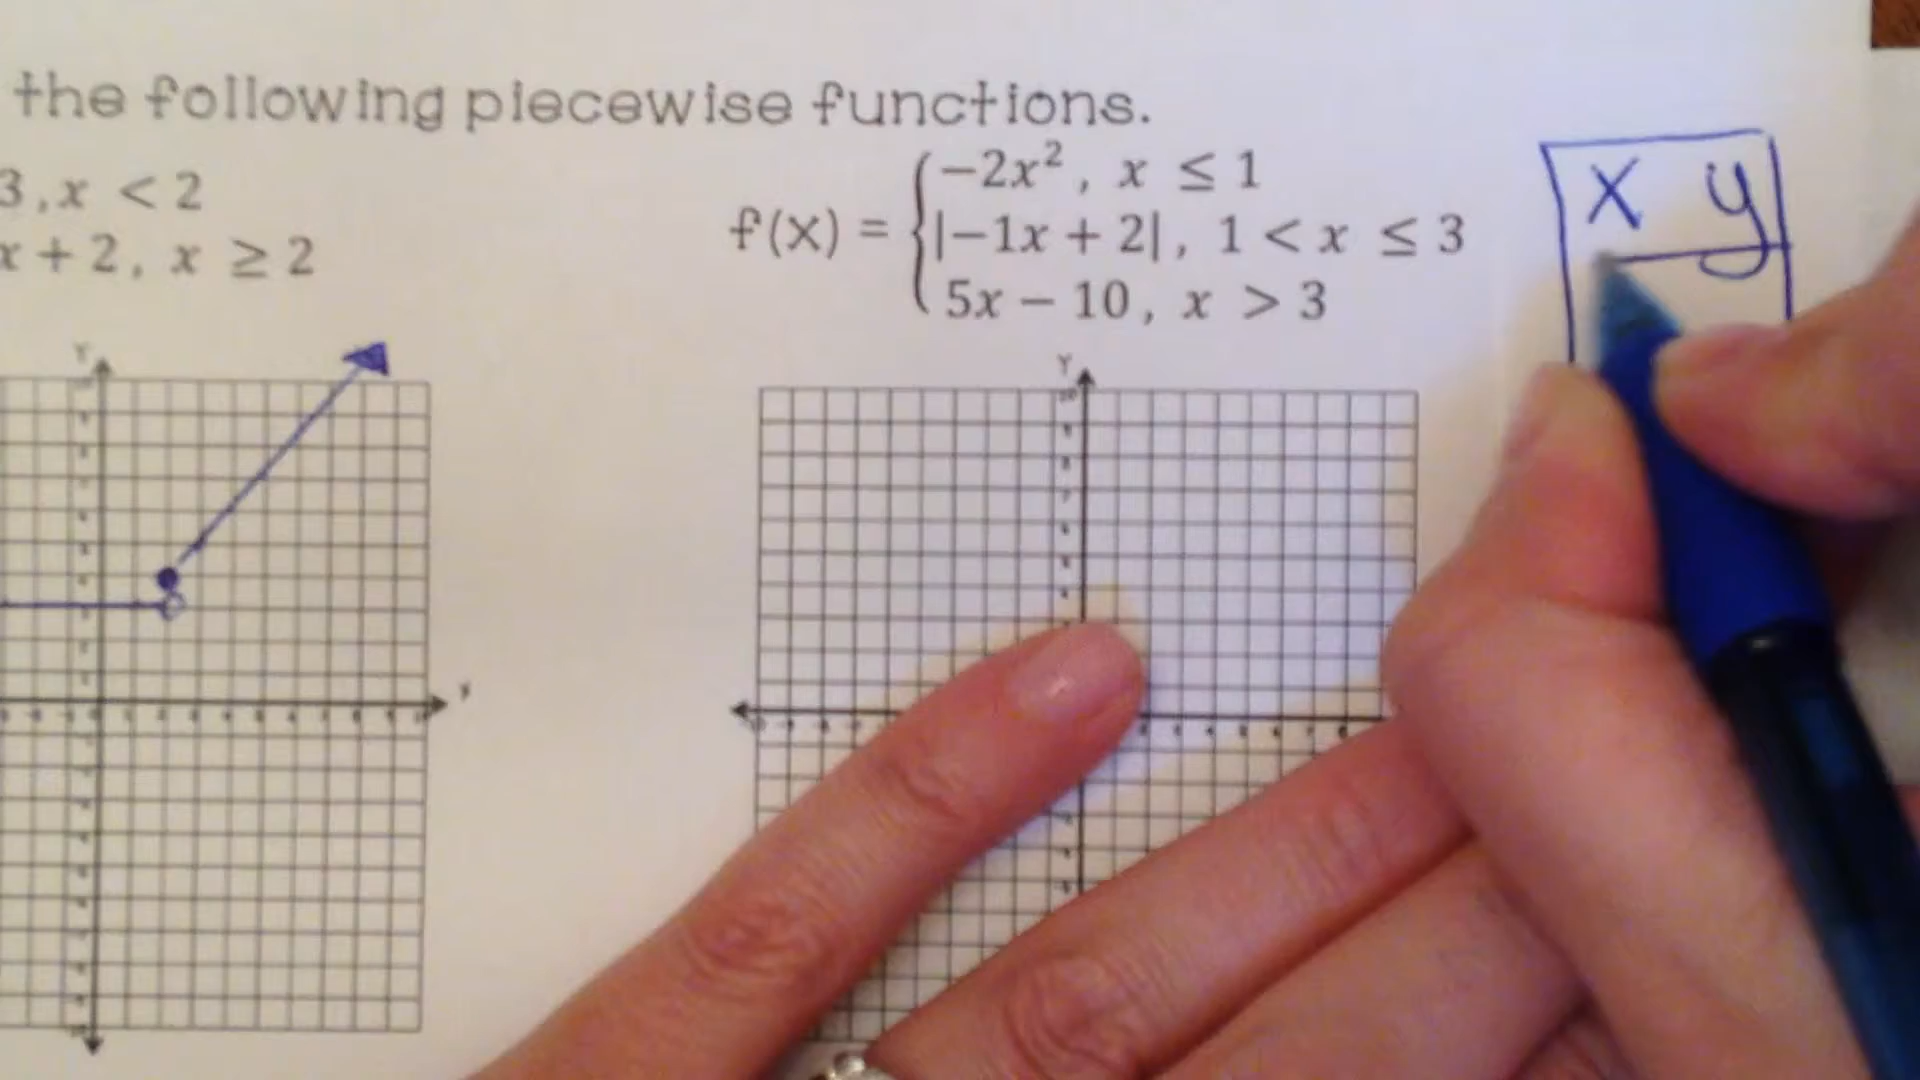 the following piecewise functions.
3, x < 2
x + 2, x ≥ 2
f(x) = { −2x², x ≤ 1
|−1x + 2|, 1 < x ≤ 3
5x − 10, x > 3
x y
Y
x
Y